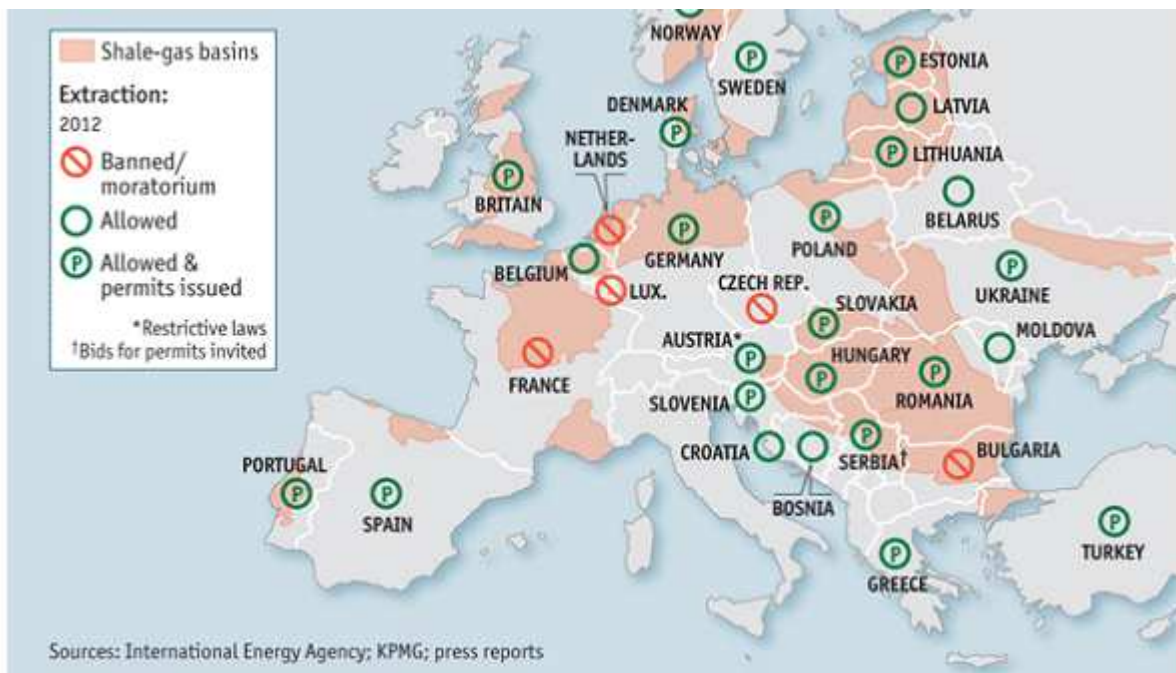 Shale-gas basins
Extraction:
2012
Banned/
moratorium
Allowed
P Allowed &
permits issued
*Restrictive laws
†Bids for permits invited
NORWAY
P
SWEDEN
P ESTONIA
DENMARK
P
LATVIA
NETHER-
LANDS
P LITHUANIA
P
BRITAIN
BELARUS
P
GERMANY
P
POLAND
BELGIUM
P
UKRAINE
LUX.
CZECH REP.
SLOVAKIA
P
MOLDOVA
AUSTRIA*
P
HUNGARY
P
FRANCE
P
ROMANIA
SLOVENIA P
CROATIA
BOSNIA
P
SERBIA†
BULGARIA
PORTUGAL
P
P
SPAIN
P
TURKEY
P
GREECE
Sources: International Energy Agency; KPMG; press reports